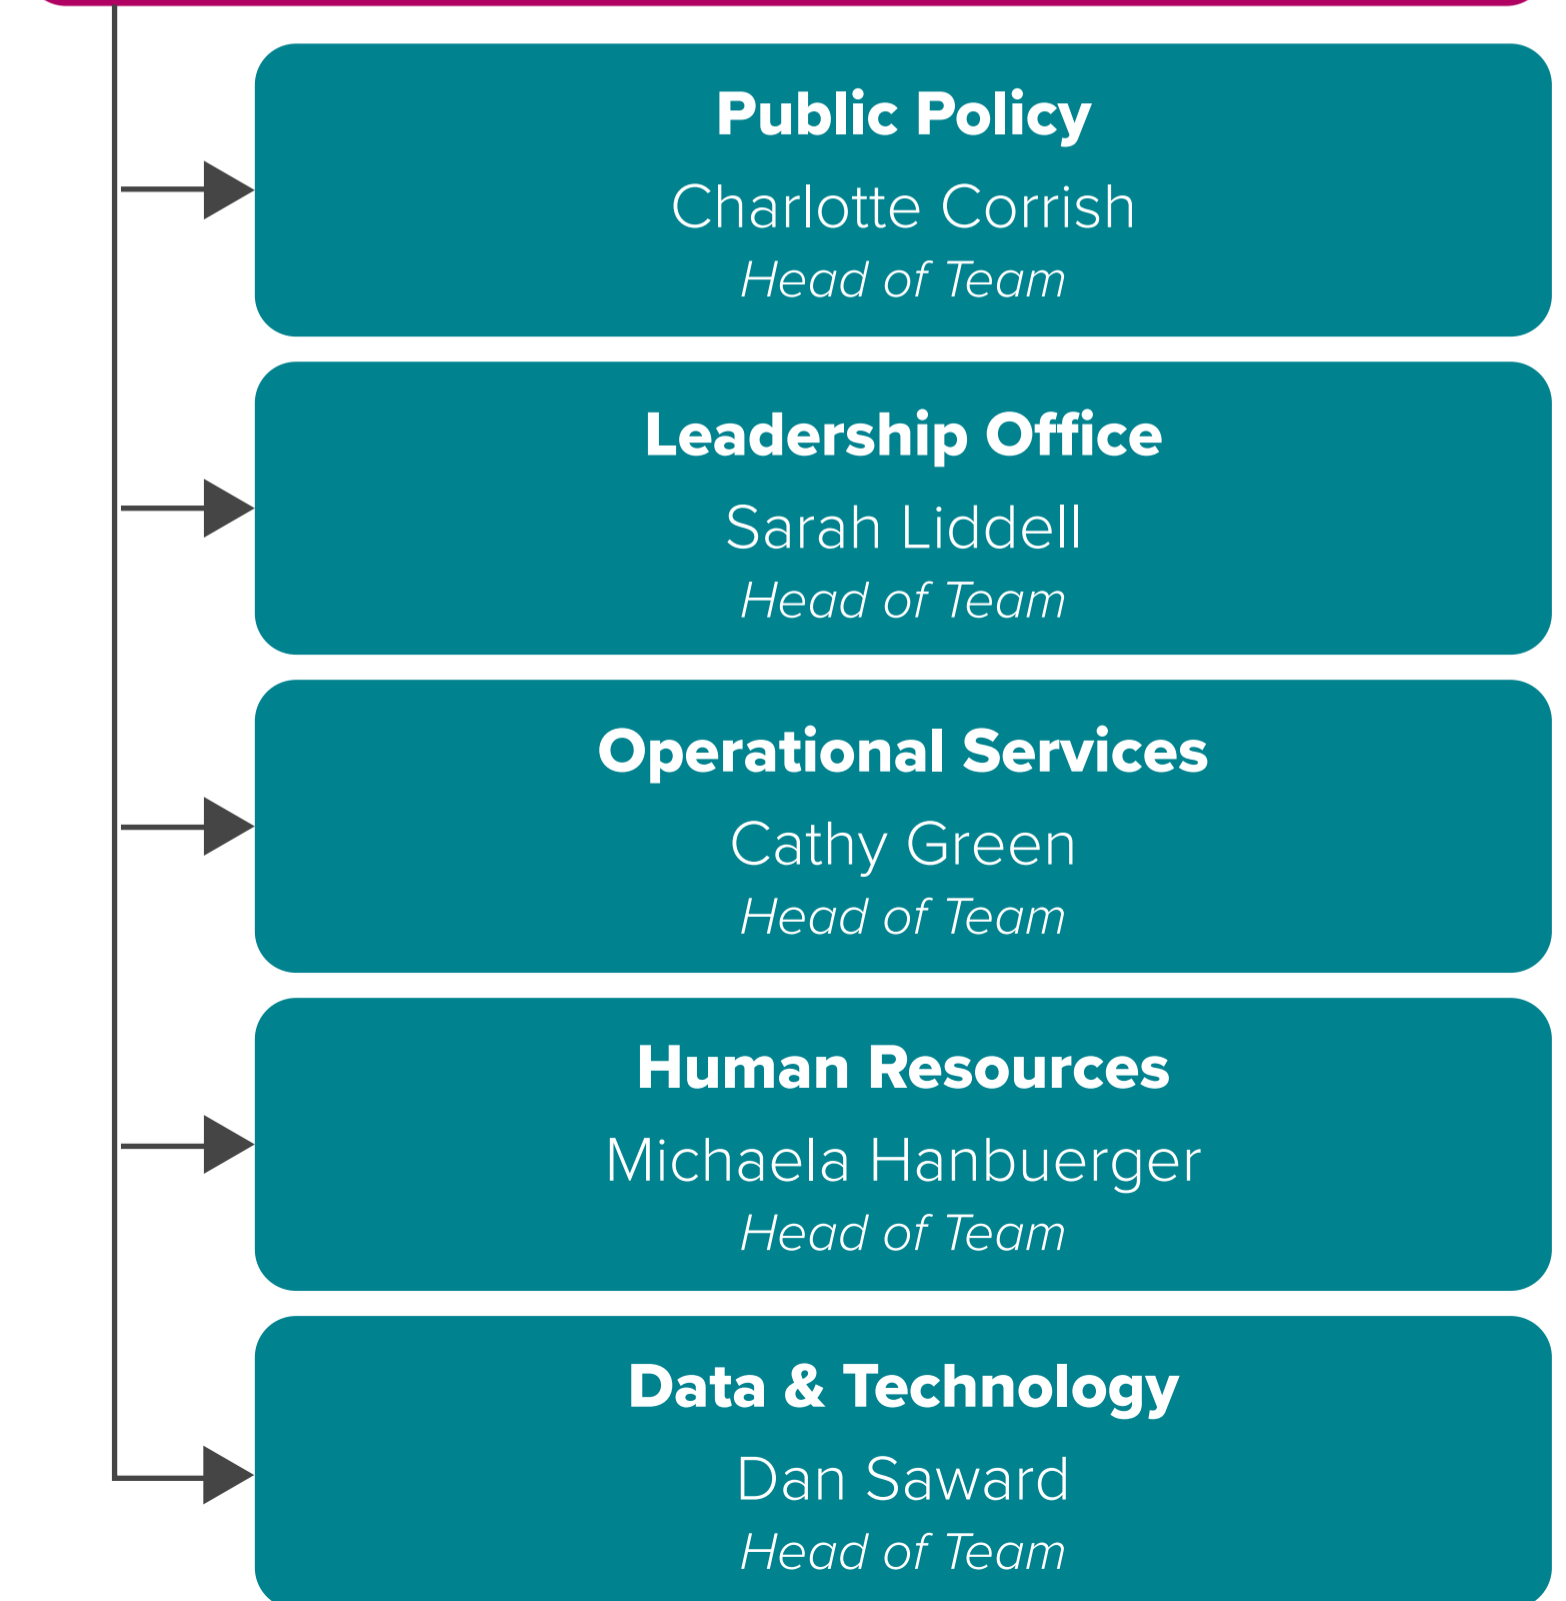 Public Policy
Charlotte Corrish
Head of Team
Leadership Office
Sarah Liddell
Head of Team
Operational Services
Cathy Green
Head of Team
Human Resources
Michaela Hanbuerger
Head of Team
Data & Technology
Dan Saward
Head of Team